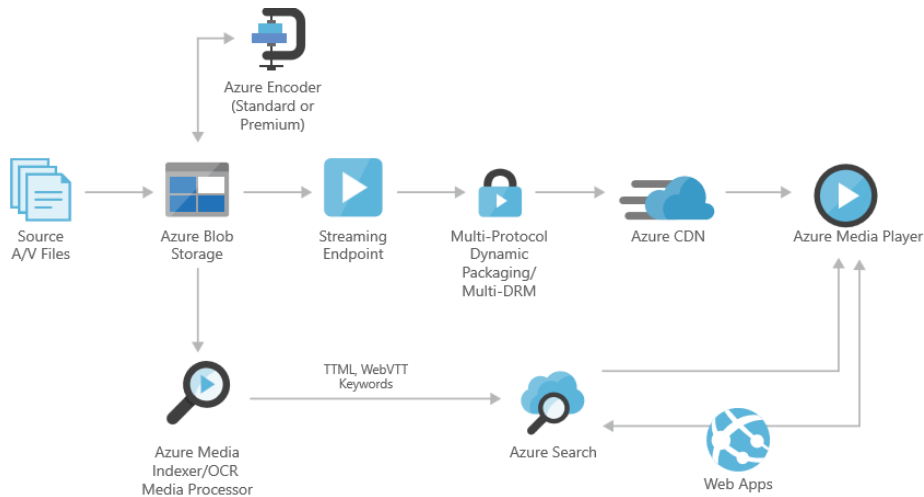 Azure Encoder
(Standard or
Premium)
Source
A/V Files
Azure Blob
Storage
Streaming
Endpoint
Multi-Protocol
Dynamic
Packaging/
Multi-DRM
Azure CDN
Azure Media Player
TTML, WebVTT
Keywords
Azure Media
Indexer/OCR
Media Processor
Azure Search
Web Apps